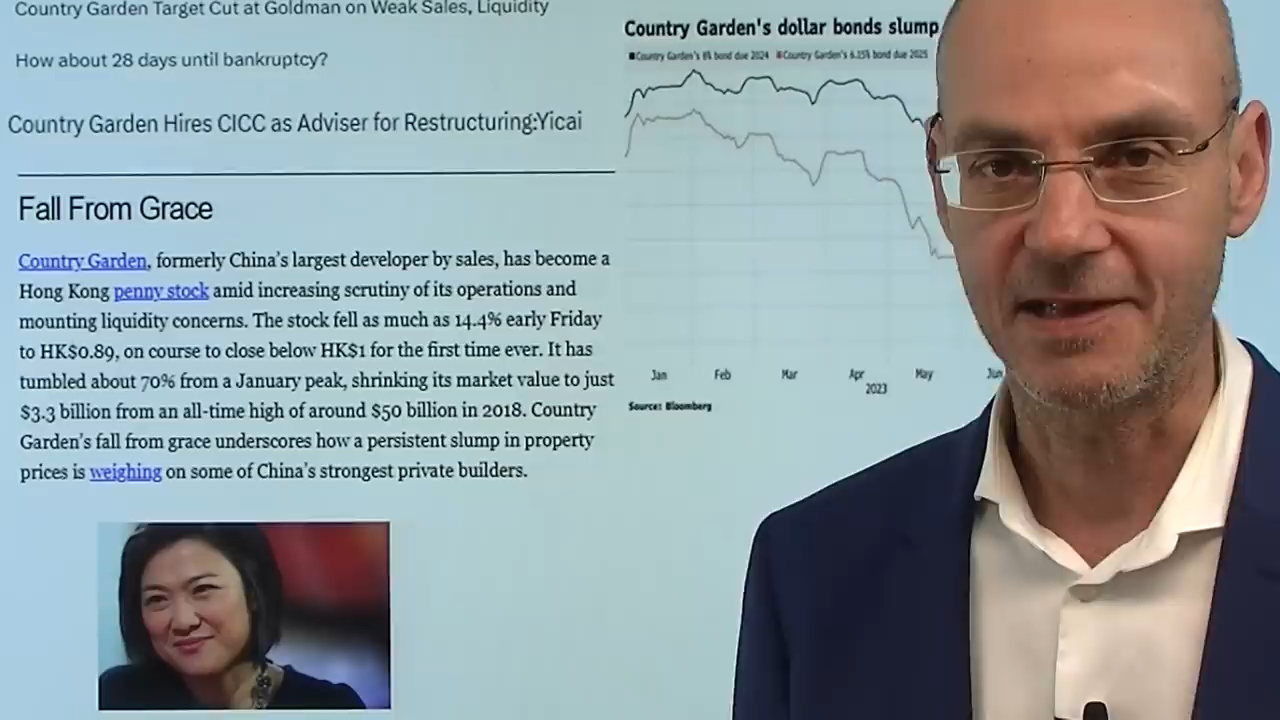 Country Garden Target Cut at Goldman on Weak Sales, Liquidity
How about 28 days until bankruptcy?
Country Garden Hires CICC as Adviser for Restructuring:Yicai
Fall From Grace
Country Garden, formerly China's largest developer by sales, has become a
Hong Kong penny stock amid increasing scrutiny of its operations and
mounting liquidity concerns. The stock fell as much as 14.4% early Friday
to HK$0.89, on course to close below HK$1 for the first time ever. It has
tumbled about 70% from a January peak, shrinking its market value to just
$3.3 billion from an all-time high of around $50 billion in 2018. Country
Garden's fall from grace underscores how a persistent slump in property
prices is weighing on some of China's strongest private builders.
Country Garden's dollar bonds slump
Country Garden's 8% bond due 2024 Country Garden's 6.15% bond due 2025
Jan Feb Mar Apr May Jun
2023
Source: Bloomberg